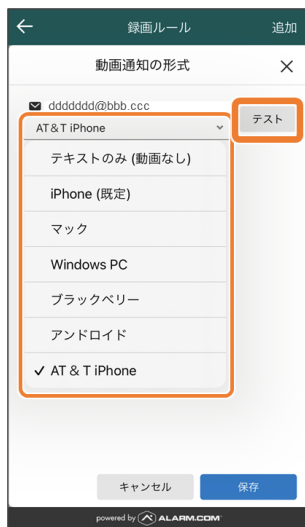 録画ルール 追加
動画通知の形式
ddddddd@bbb.ccc
AT&T iPhone テスト
テキストのみ (動画なし)
iPhone (既定)
マック
Windows PC
ブラックベリー
アンドロイド
AT & T iPhone
キャンセル 保存
powered by ALARM.COM